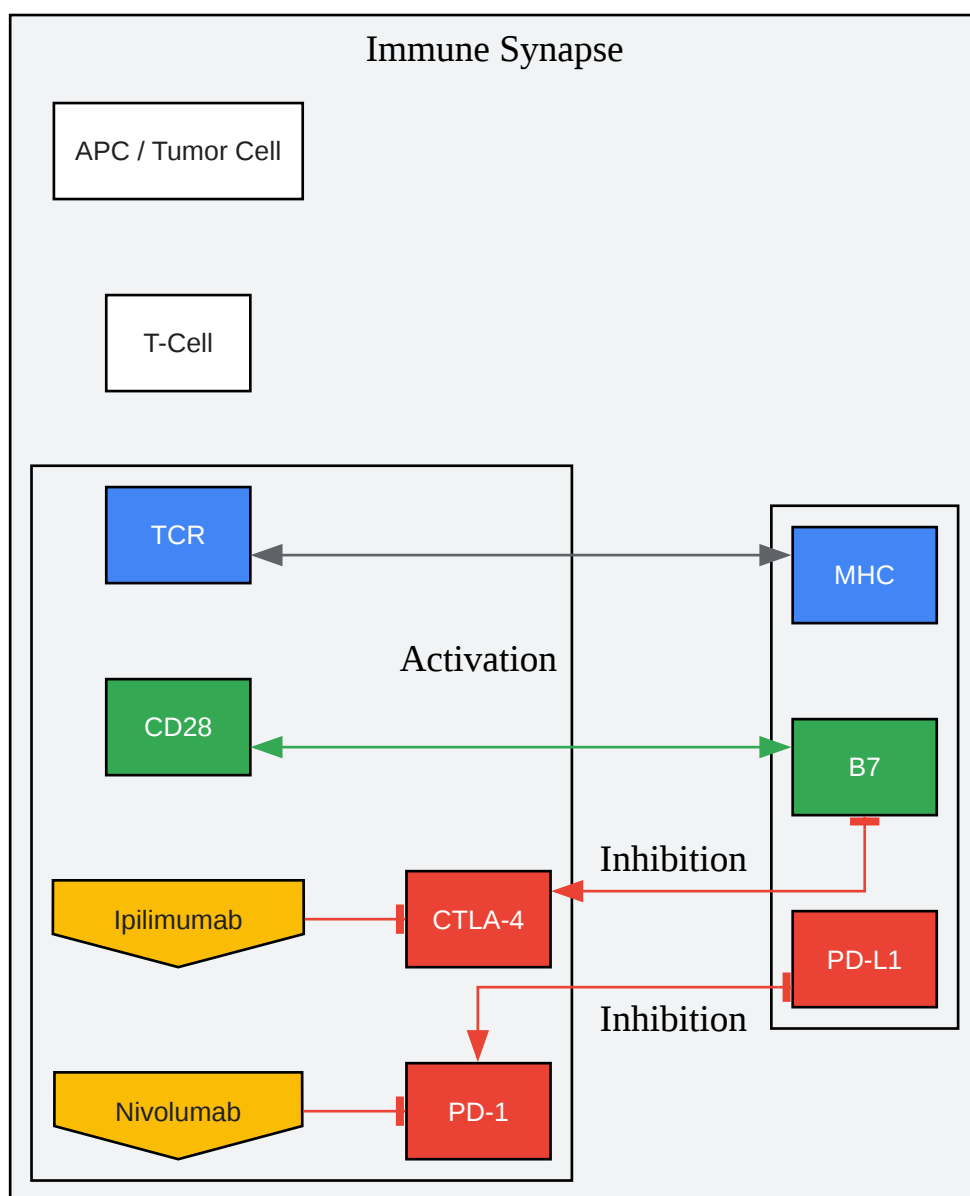 Immune Synapse
APC / Tumor Cell
T-Cell
TCR
MHC
Activation
CD28
B7
Inhibition
Ipilimumab
CTLA-4
PD-L1
Inhibition
Nivolumab
PD-1